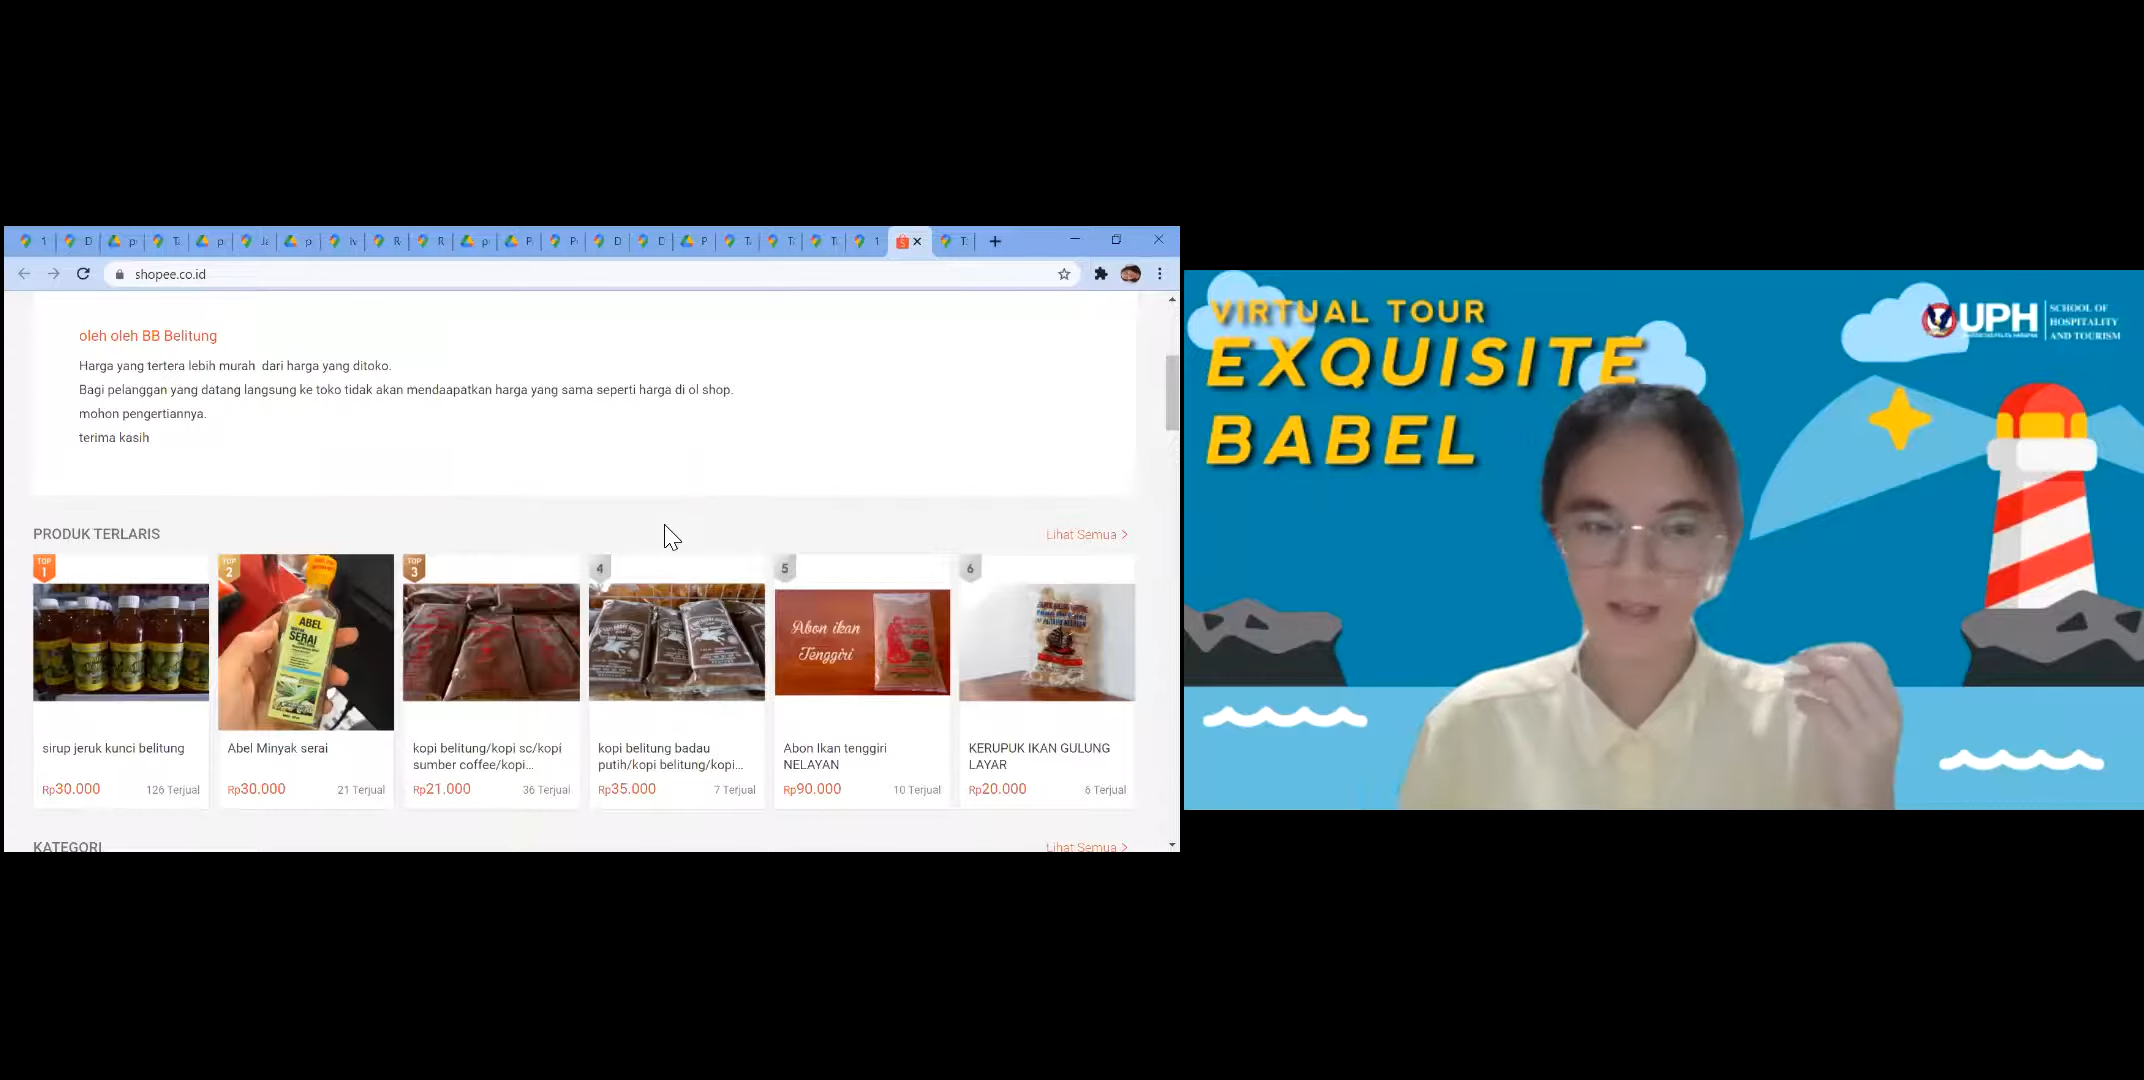 shopee.co.id
oleh oleh BB Belitung
Harga yang tertera lebih murah dari harga yang ditoko.
Bagi pelanggan yang datang langsung ke toko tidak akan mendaapatkan harga yang sama seperti harga di ol shop.
mohon pengertiannya.
terima kasih
PRODUK TERLARIS
Lihat Semua >
TOP 1
TOP 2
TOP 3
4
5
6
ABEL
SERAI
Abon ikan
Tenggiri
sirup jeruk kunci belitung
Rp30.000
126 Terjual
Abel Minyak serai
Rp30.000
21 Terjual
kopi belitung/kopi sc/kopi
sumber coffee/kopi...
Rp21.000
36 Terjual
kopi belitung badau
putih/kopi belitung/kopi...
Rp35.000
7 Terjual
Abon Ikan tenggiri
NELAYAN
Rp90.000
10 Terjual
KERUPUK IKAN GULUNG
LAYAR
Rp20.000
6 Terjual
KATEGORI
Lihat Semua >
VIRTUAL TOUR
EXQUISITE
BABEL
UPH
SCHOOL OF
HOSPITALITY
AND TOURISM